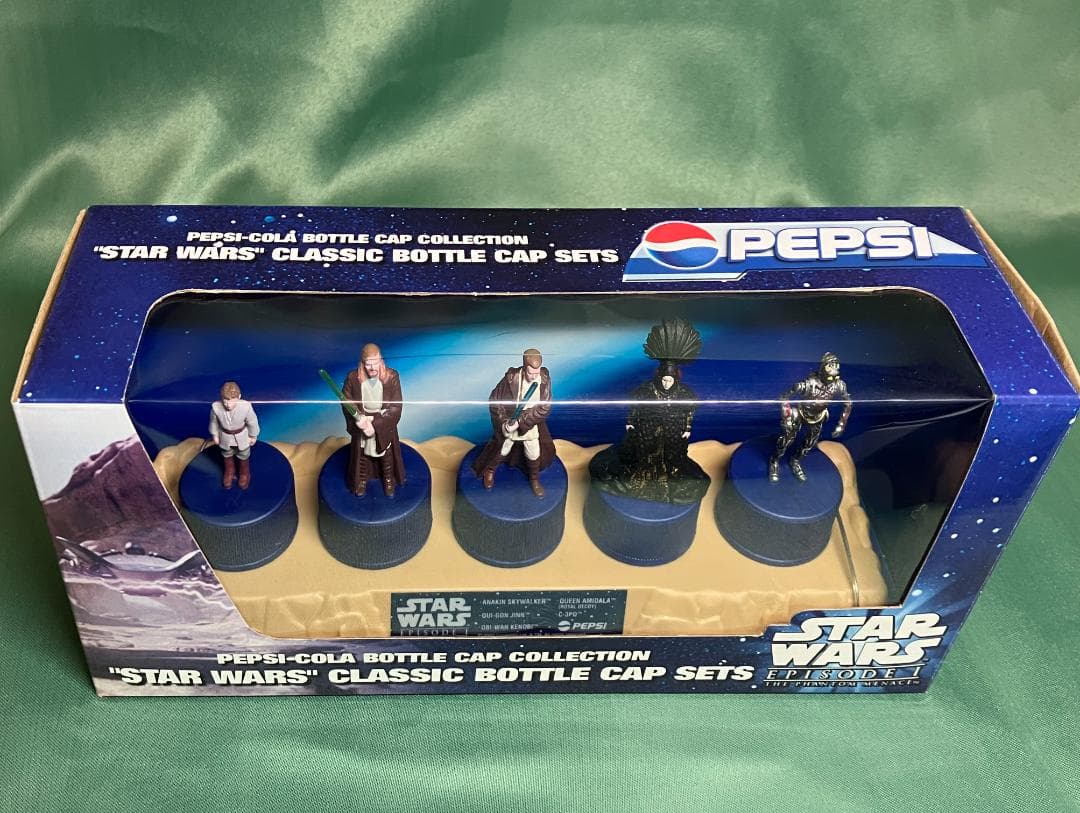 PEPSI-COLA BOTTLE CAP COLLECTION
"STAR WARS" CLASSIC BOTTLE CAP SETS
PEPSI
STAR WARS
EPISODE I
ANAKIN SKYWALKER™
QUI-GON JINN™
OBI-WAN KENOBI™
QUEEN AMIDALA™
(ROYAL DECOY)
C-3PO™
PEPSI
PEPSI-COLA BOTTLE CAP COLLECTION
"STAR WARS" CLASSIC BOTTLE CAP SETS
STAR
WARS
EPISODE I
THE PHANTOM MENACE™